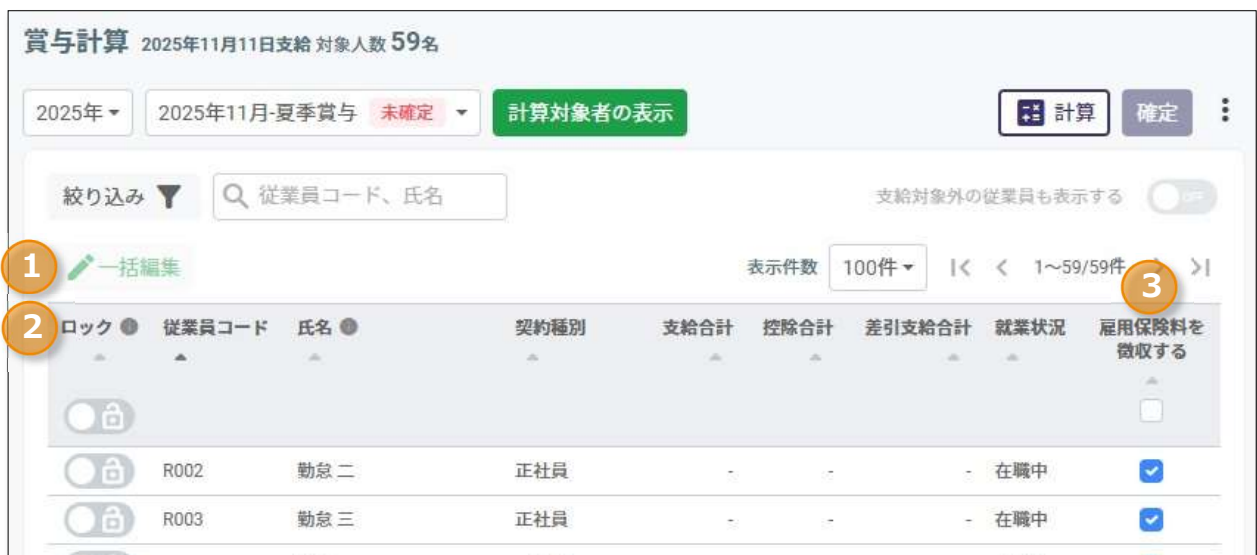 賞与計算 2025年11月11日支給 対象人数 59名
2025年 2025年11月-夏季賞与 未確定 計算対象者の表示 計算 確定
絞り込み 従業員コード、氏名 支給対象外の従業員も表示する OFF
1 一括編集 表示件数 100件 1～59/59件
3
2 ロック 従業員コード 氏名 契約種別 支給合計 控除合計 差引支給合計 就業状況 雇用保険料を
徴収する
R002 勤怠 二 正社員 - - - 在職中
R003 勤怠 三 正社員 - - - 在職中